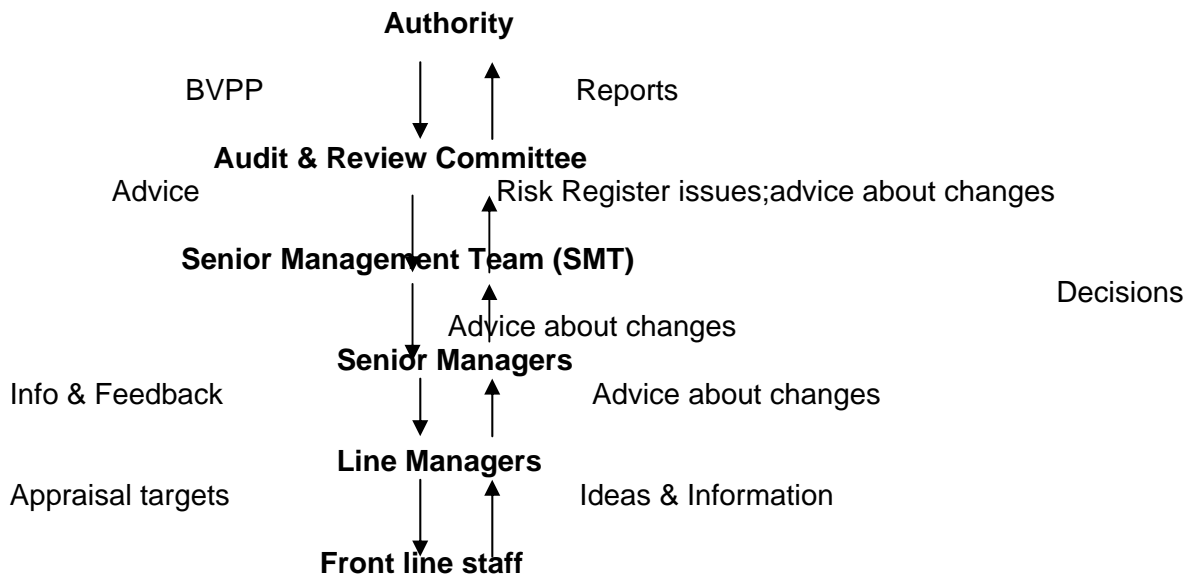 Authority
BVPP Reports
Audit & Review Committee
Advice Risk Register issues;advice about changes
Senior Management Team (SMT)
Decisions
Advice about changes
Senior Managers
Info & Feedback Advice about changes
Line Managers
Appraisal targets Ideas & Information
Front line staff